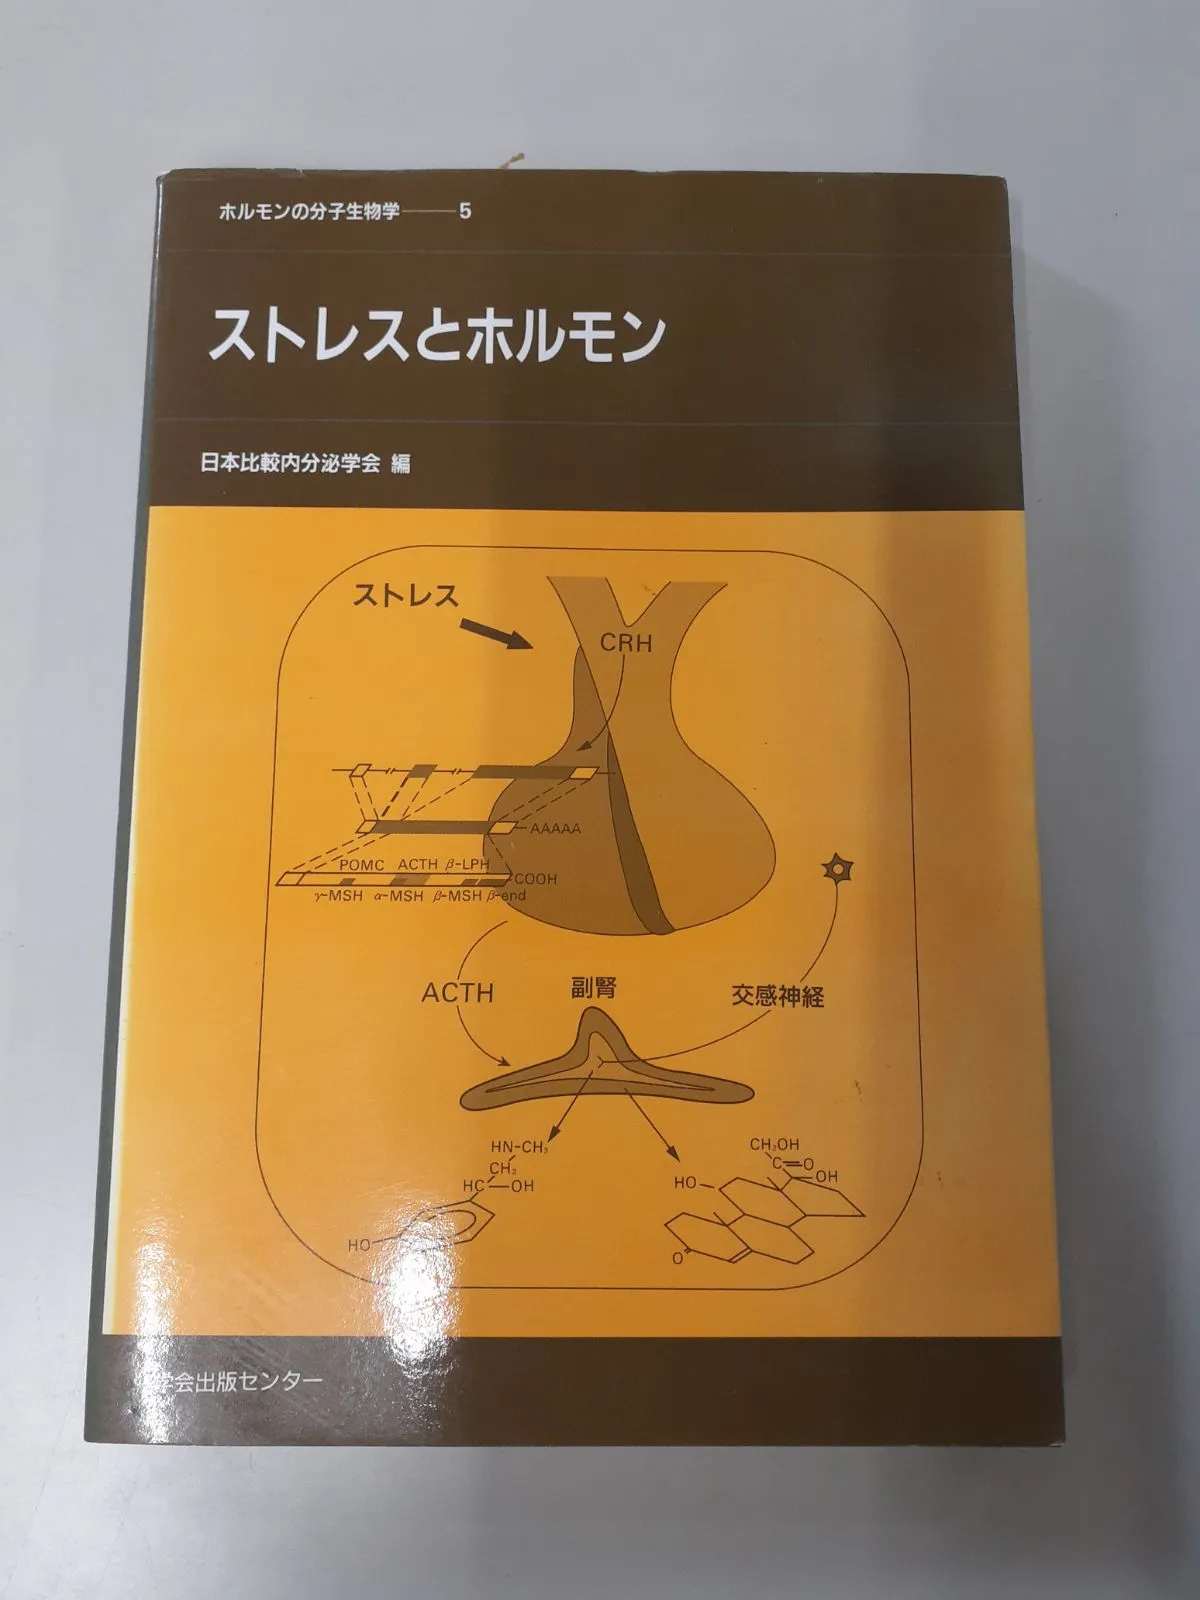 ホルモンの分子生物学——5
ストレスとホルモン
日本比較内分泌学会 編
ストレス
CRH
AAAAA
POMC ACTH β-LPH
COOH
γ-MSH α-MSH β-MSH β-end
ACTH
副腎
交感神経
HN-CH₃
CH₂
HC—OH
HO
CH₂OH
C=O
OH
HO
O
学会出版センター